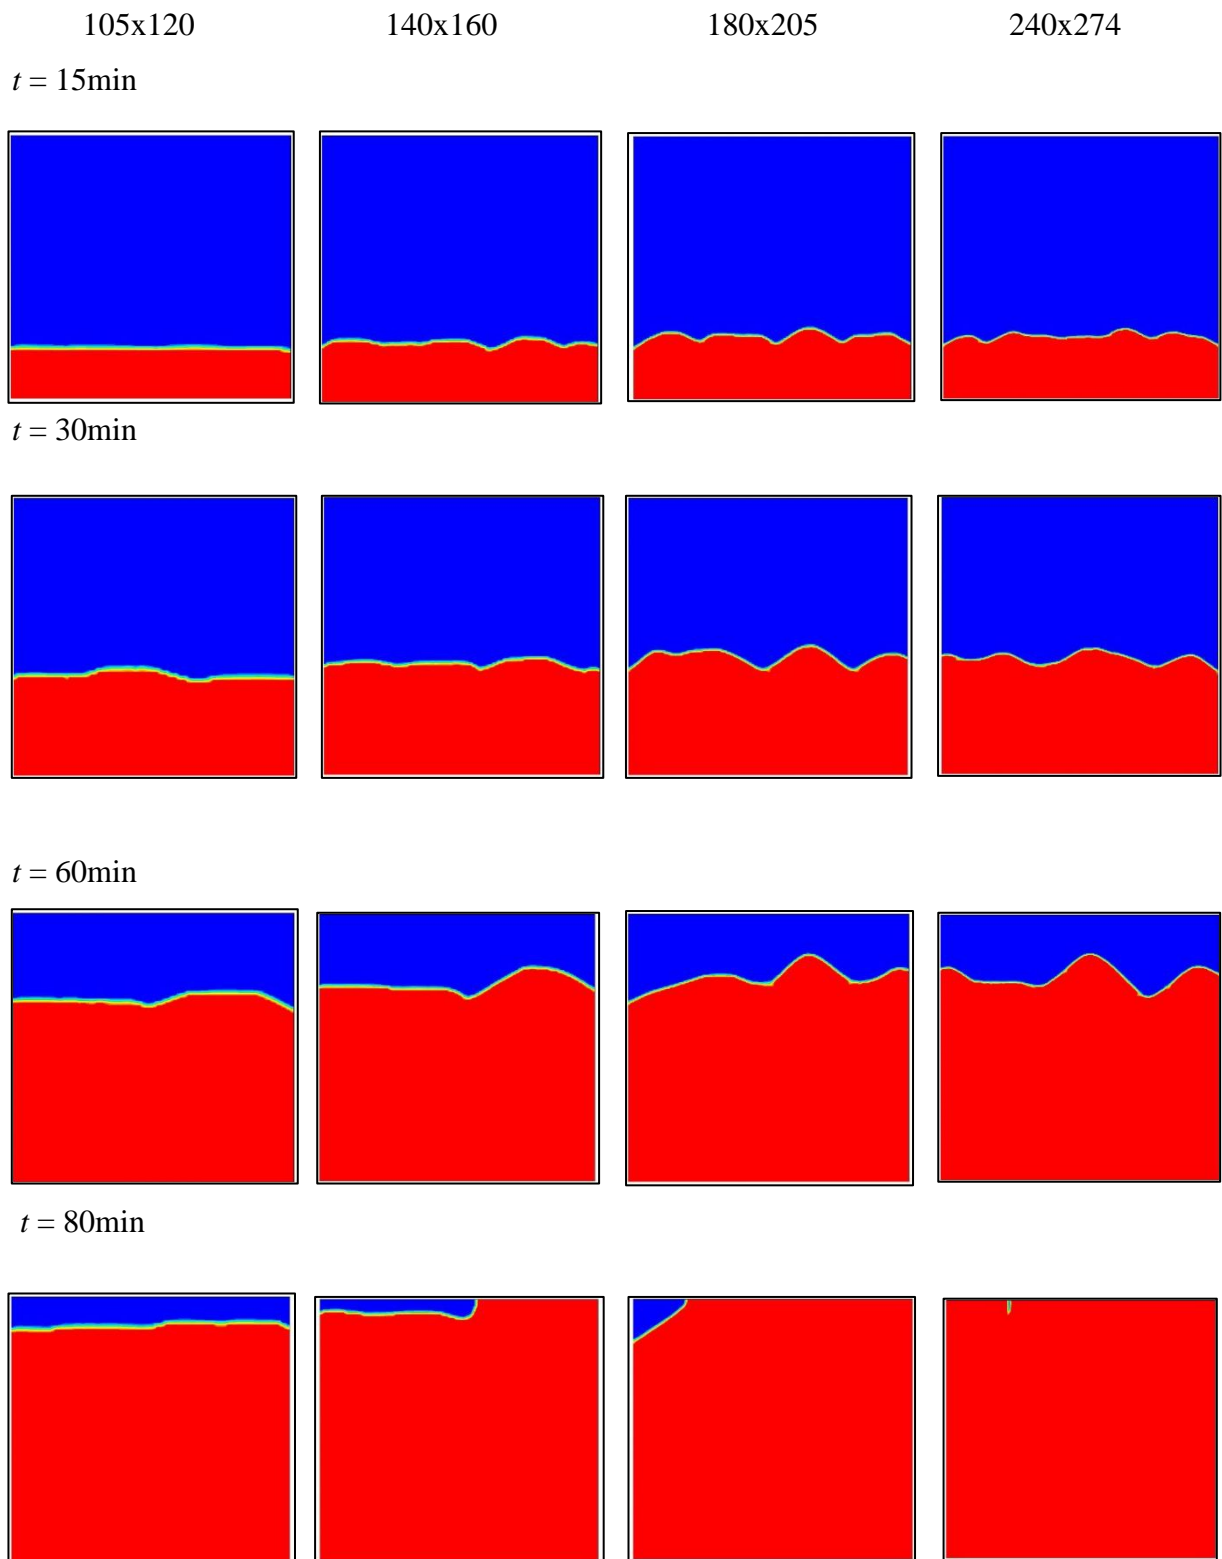 105x120 140x160 180x205 240x274
t = 15min
t = 30min
t = 60min
t = 80min